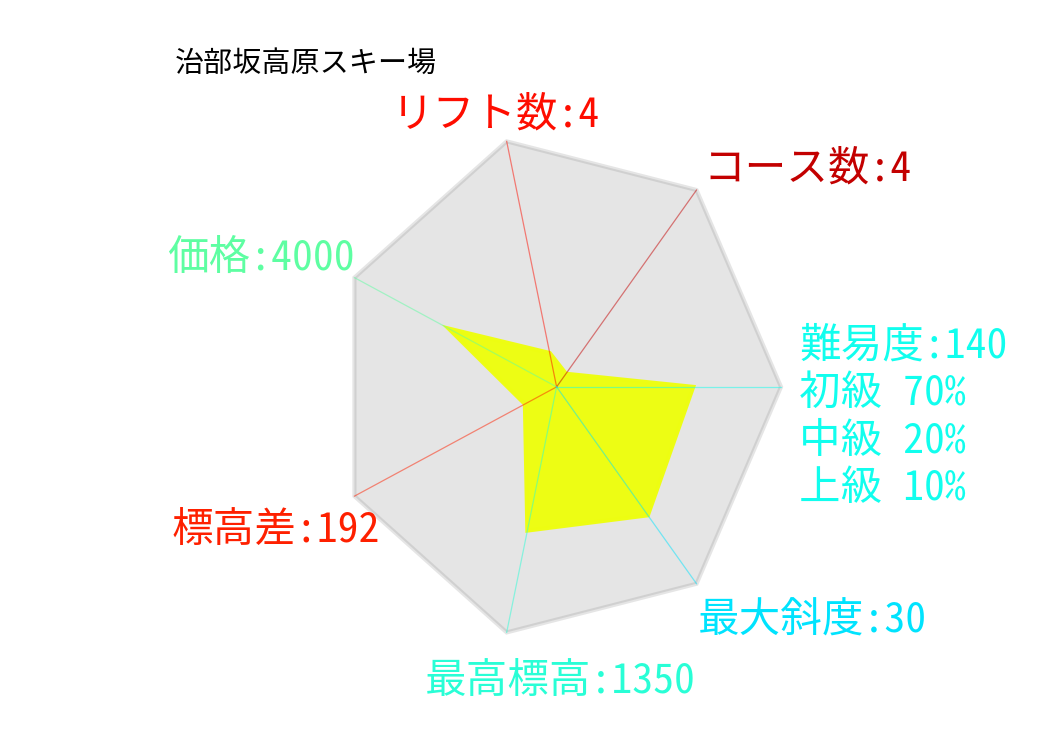 治部坂高原スキー場
リフト数:4
コース数:4
価格:4000
難易度:140
初級 70%
中級 20%
上級 10%
標高差:192
最大斜度:30
最高標高:1350